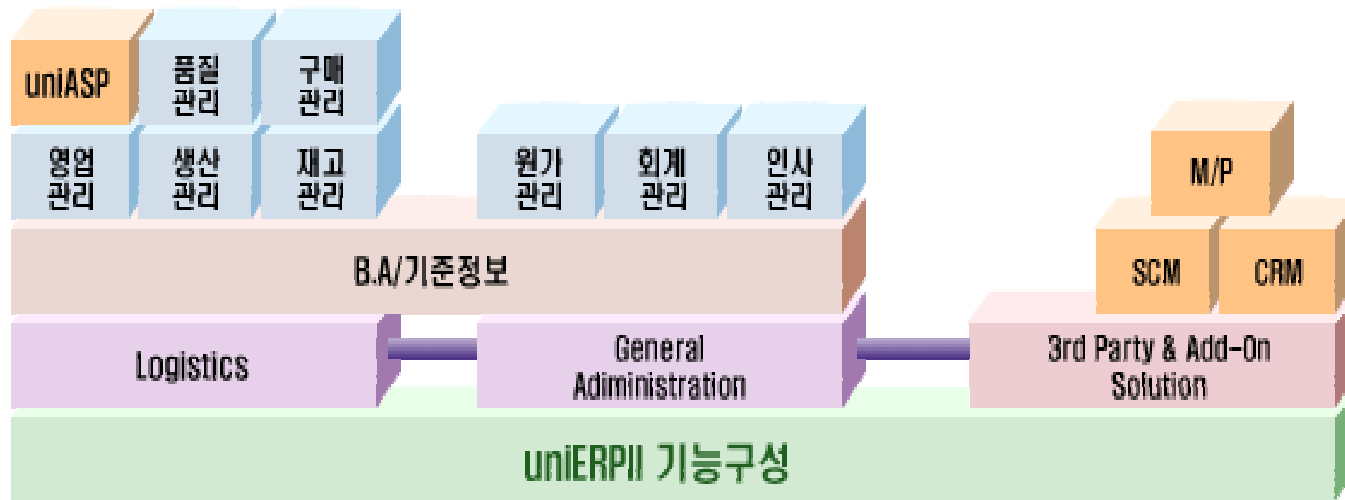 uniASP
품질
관리
구매
관리
영업
관리
생산
관리
재고
관리
원가
관리
회계
관리
인사
관리
M/P
SCM
CRM
B.A/기준정보
Logistics
General
Adiministration
3rd Party & Add-On
Solution
uniERPII 기능구성